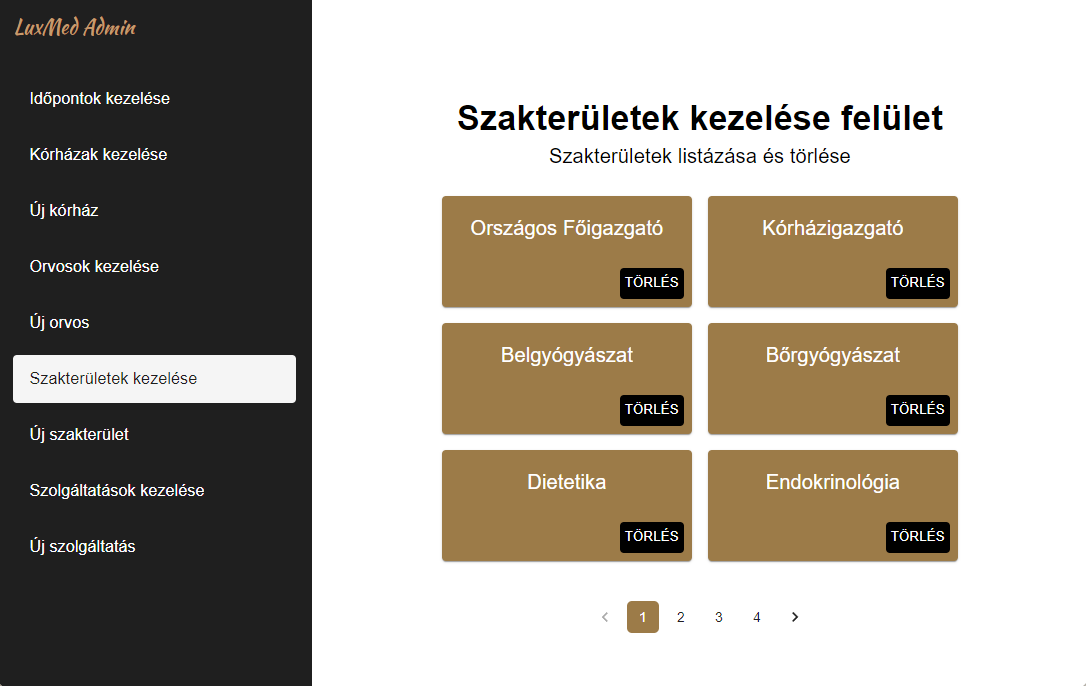 LuxMed Admin
Időpontok kezelése
Kórházak kezelése
Új kórház
Orvosok kezelése
Új orvos
Szakterületek kezelése
Új szakterület
Szolgáltatások kezelése
Új szolgáltatás
Szakterületek kezelése felület
Szakterületek listázása és törlése
Országos Főigazgató
TÖRLÉS
Kórházigazgató
TÖRLÉS
Belgyógyászat
TÖRLÉS
Bőrgyógyászat
TÖRLÉS
Dietetika
TÖRLÉS
Endokrinológia
TÖRLÉS
1 2 3 4